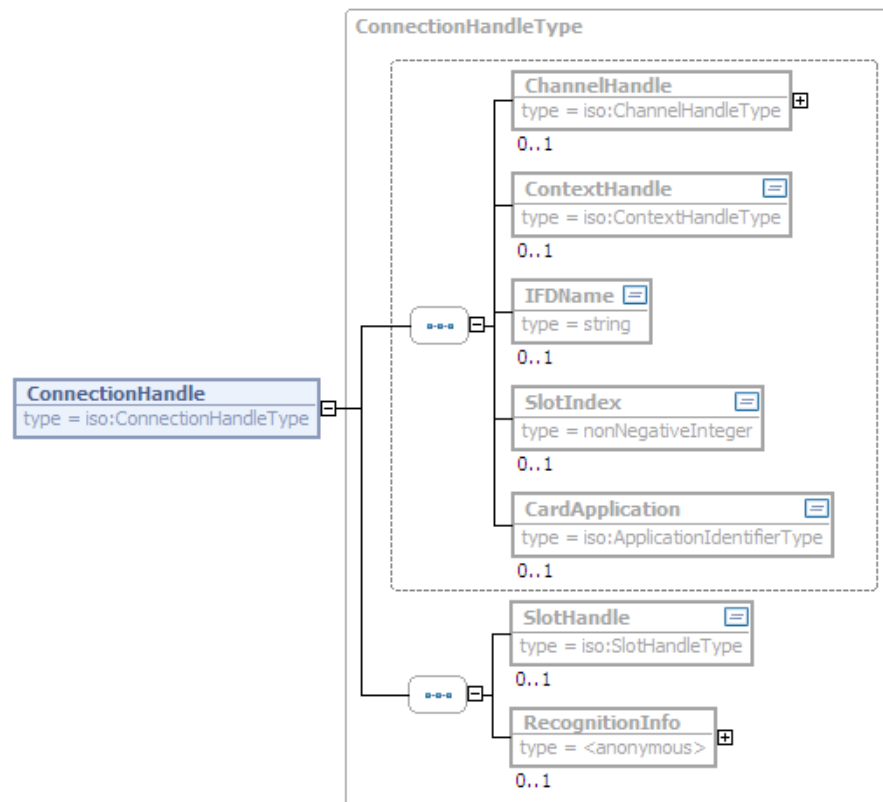 ConnectionHandleType
ChannelHandle
type = iso:ChannelHandleType
0..1
ContextHandle
type = iso:ContextHandleType
0..1
IFDName
type = string
0..1
SlotIndex
type = nonNegativeInteger
0..1
ConnectionHandle
type = iso:ConnectionHandleType
CardApplication
type = iso:ApplicationIdentifierType
0..1
SlotHandle
type = iso:SlotHandleType
0..1
RecognitionInfo
type = <anonymous>
0..1